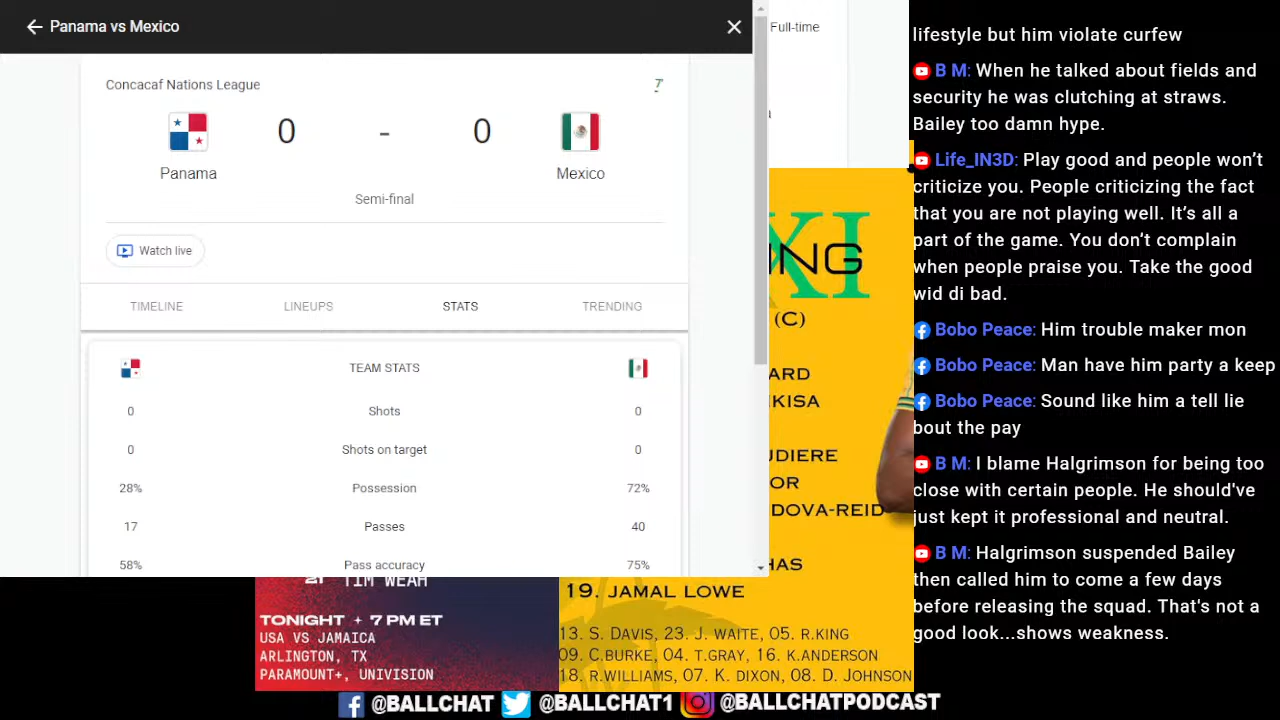 Panama vs Mexico
Full-time
Concacaf Nations League
7'
0 - 0
Panama
Mexico
Semi-final
Watch live
TIMELINE LINEUPS STATS TRENDING
TEAM STATS
0 Shots 0
0 Shots on target 0
28% Possession 72%
17 Passes 40
58% Pass accuracy 75%
XI
NG
(C)
ARD
KISA
UDIERE
OR
DOVA-REID
HAS
19. JAMAL LOWE
13. S. DAVIS, 23. J. WAITE, 05. R.KING
09. C.BURKE, 04. T.GRAY, 16. K.ANDERSON
18. R.WILLIAMS, 07. K. DIXON, 08. D. JOHNSON
21 TIM WEAH
TONIGHT + 7 PM ET
USA VS JAMAICA
ARLINGTON, TX
PARAMOUNT+, UNIVISION
lifestyle but him violate curfew
B M: When he talked about fields and
security he was clutching at straws.
Bailey too damn hype.
Life_IN3D: Play good and people won't
criticize you. People criticizing the fact
that you are not playing well. It's all a
part of the game. You don't complain
when people praise you. Take the good
wid di bad.
Bobo Peace: Him trouble maker mon
Bobo Peace: Man have him party a keep
Bobo Peace: Sound like him a tell lie
bout the pay
B M: I blame Halgrimson for being too
close with certain people. He should've
just kept it professional and neutral.
B M: Halgrimson suspended Bailey
then called him to come a few days
before releasing the squad. That's not a
good look...shows weakness.
@BALLCHAT @BALLCHAT1 @BALLCHATPODCAST